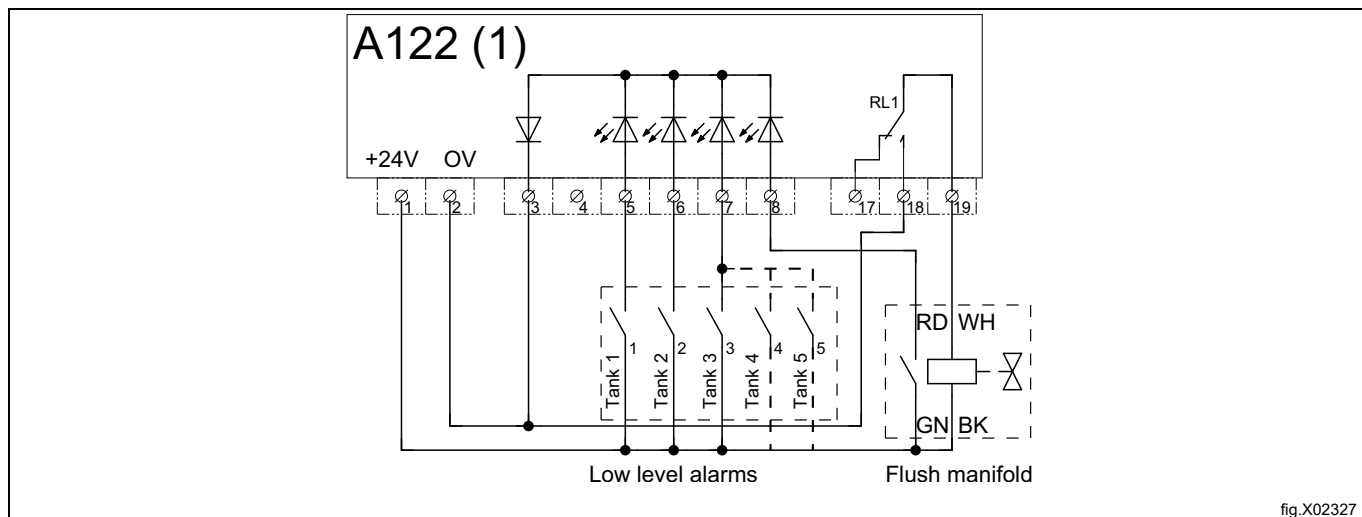 A122 (1)
RL1
+24V OV
1 2 3 4 5 6 7 8 17 18 19
RD WH
1 2 3 4 5
Tank 1 Tank 2 Tank 3 Tank 4 Tank 5
GN BK
Low level alarms Flush manifold
fig.X02327